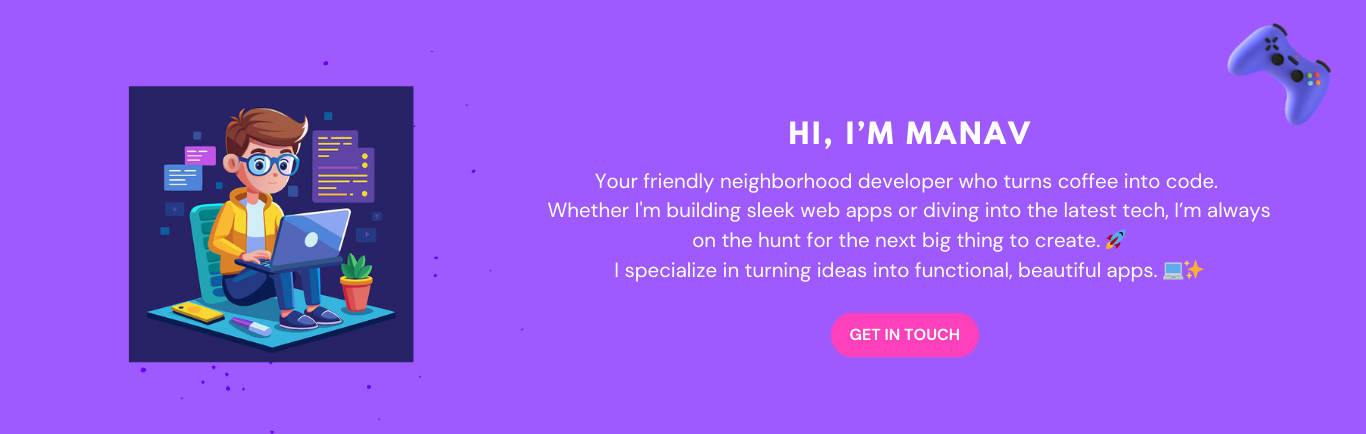 HI, I’M MANAV
Your friendly neighborhood developer who turns coffee into code.
Whether I'm building sleek web apps or diving into the latest tech, I’m always
on the hunt for the next big thing to create. 🚀
I specialize in turning ideas into functional, beautiful apps. 💻✨
GET IN TOUCH